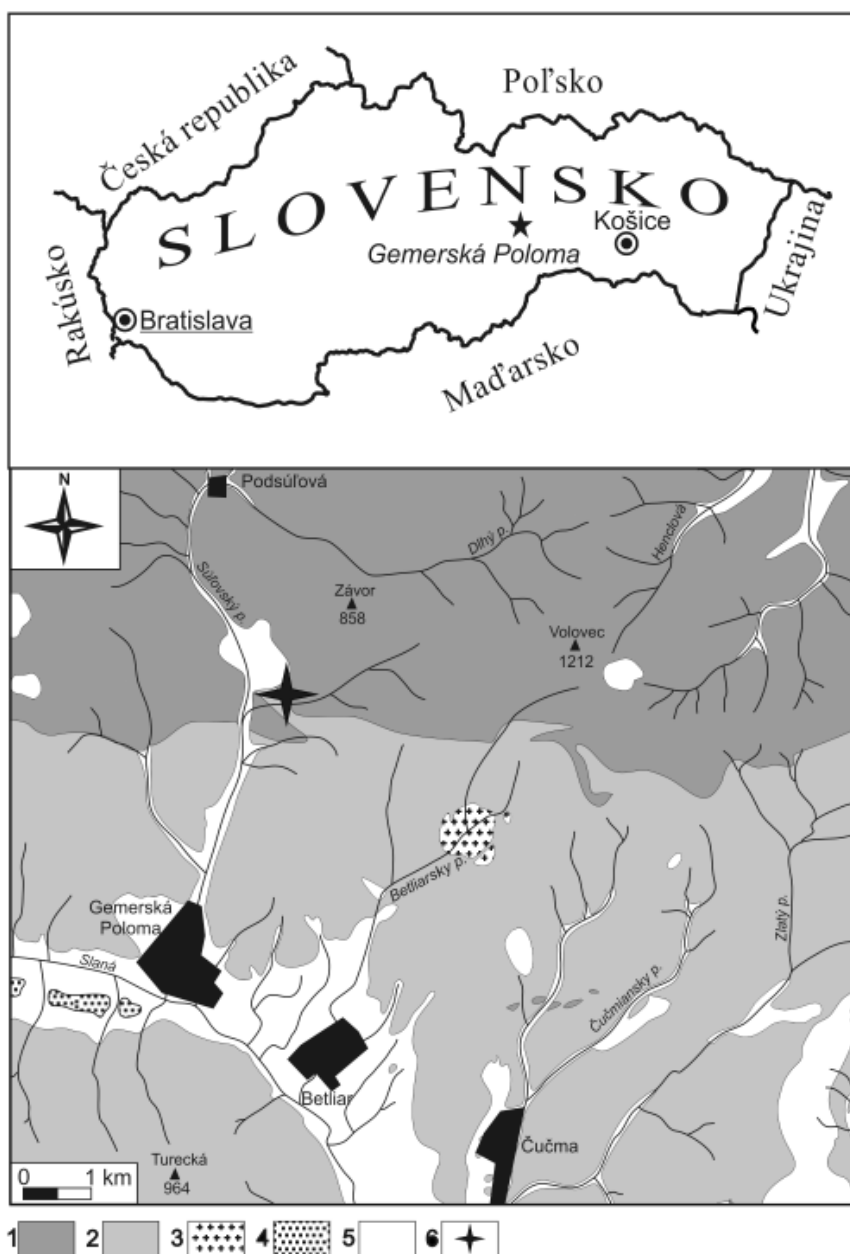 Česká republika
Poľsko
SLOVENSKO
Košice
Gemerská Poloma
Rakúsko
Bratislava
Ukrajina
Maďarsko
N
Podsúľová
Dlhý p.
Henclová
Súľovský p.
Závor
858
Volovec
1212
Betliarsky p.
Gemerská
Poloma
Zlatý p.
Slaná
Čučmiansky p.
Betliar
Čučma
Turecká
964
0 1 km
1 2 3 4 5 6